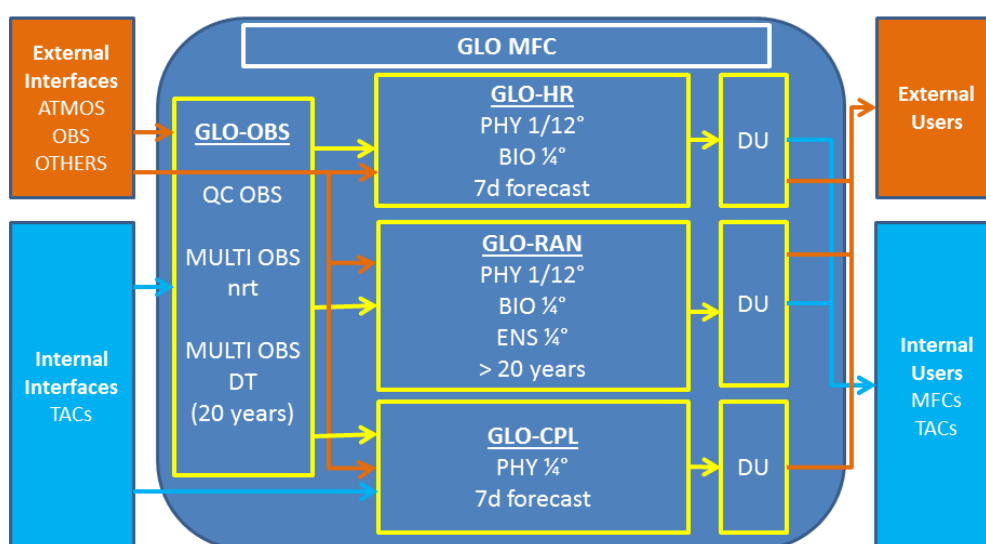 GLO MFC
External
Interfaces
ATMOS
OBS
OTHERS
Internal
Interfaces
TACs
GLO-OBS
QC OBS
MULTI OBS
nrt
MULTI OBS
DT
(20 years)
GLO-HR
PHY 1/12°
BIO ¼°
7d forecast
DU
GLO-RAN
PHY 1/12°
BIO ¼°
ENS ¼°
> 20 years
DU
GLO-CPL
PHY ¼°
7d forecast
DU
External
Users
Internal
Users
MFCs
TACs